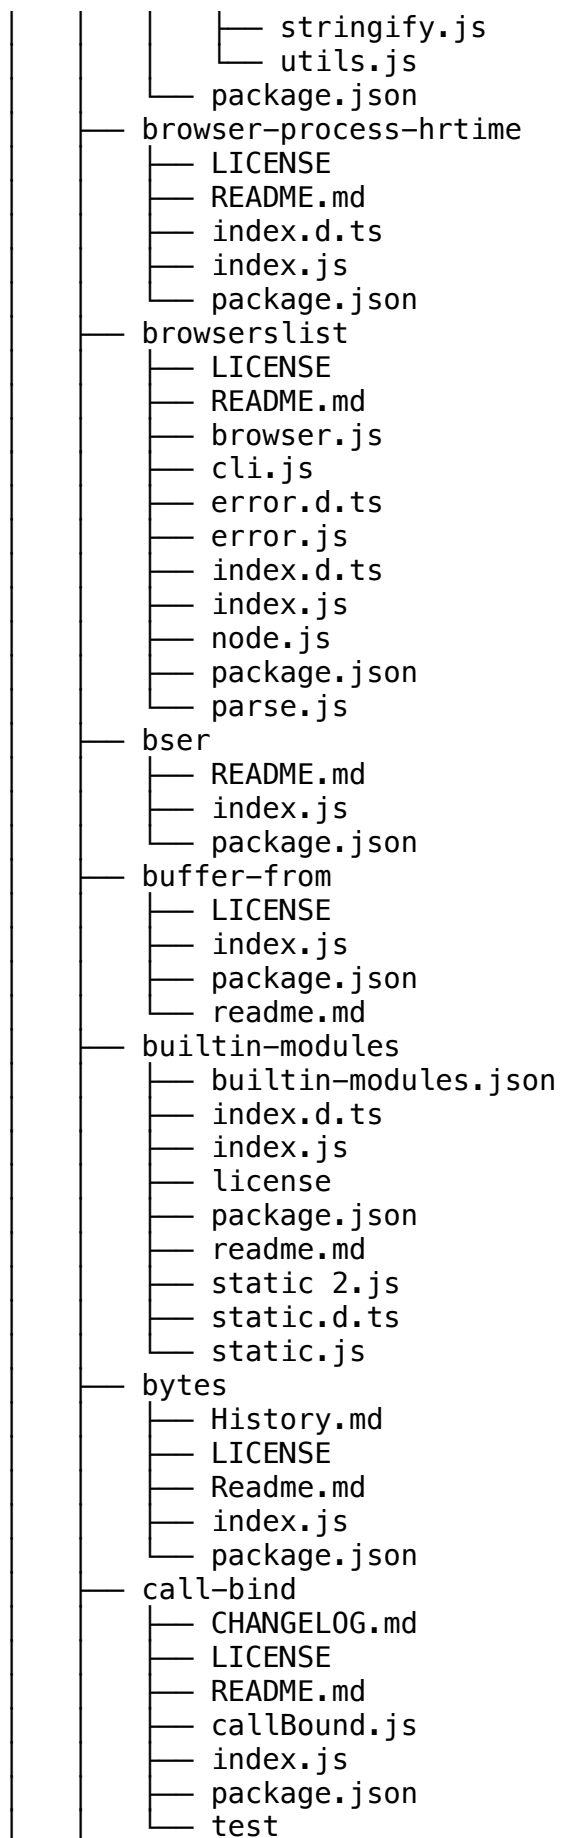 │   │   │   ├── stringify.js
│   │   │   └── utils.js
│   │   └── package.json
│   ├── browser-process-hrtime
│   │   ├── LICENSE
│   │   ├── README.md
│   │   ├── index.d.ts
│   │   ├── index.js
│   │   └── package.json
│   ├── browserslist
│   │   ├── LICENSE
│   │   ├── README.md
│   │   ├── browser.js
│   │   ├── cli.js
│   │   ├── error.d.ts
│   │   ├── error.js
│   │   ├── index.d.ts
│   │   ├── index.js
│   │   ├── node.js
│   │   ├── package.json
│   │   └── parse.js
│   ├── bser
│   │   ├── README.md
│   │   ├── index.js
│   │   └── package.json
│   ├── buffer-from
│   │   ├── LICENSE
│   │   ├── index.js
│   │   ├── package.json
│   │   └── readme.md
│   ├── builtin-modules
│   │   ├── builtin-modules.json
│   │   ├── index.d.ts
│   │   ├── index.js
│   │   ├── license
│   │   ├── package.json
│   │   ├── readme.md
│   │   ├── static 2.js
│   │   ├── static.d.ts
│   │   └── static.js
│   ├── bytes
│   │   ├── History.md
│   │   ├── LICENSE
│   │   ├── Readme.md
│   │   ├── index.js
│   │   └── package.json
│   ├── call-bind
│   │   ├── CHANGELOG.md
│   │   ├── LICENSE
│   │   ├── README.md
│   │   ├── callBound.js
│   │   ├── index.js
│   │   ├── package.json
│   │   └── test